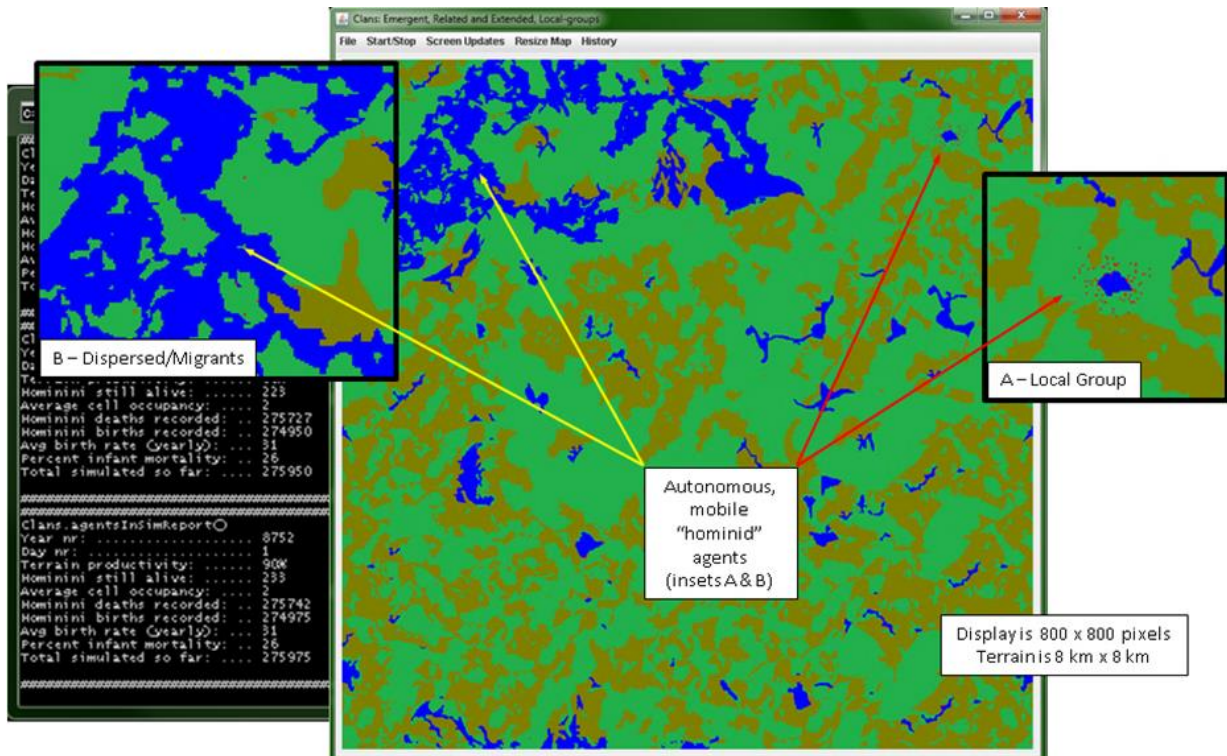 Clans: Emergent, Related and Extended, Local-groups
File Start/Stop Screen Updates Resize Map History
B – Dispersed/Migrants
A – Local Group
Autonomous,
mobile
“hominid”
agents
(insets A & B)
Display is 800 x 800 pixels
Terrain is 8 km x 8 km
Hominini still alive: ...... 223
Average cell occupancy: .... 2
Hominini deaths recorded: .. 275727
Hominini births recorded: .. 274950
Avg birth rate (yearly): ... 31
Percent infant mortality: .. 26
Total simulated so far: .... 275950
Clans.agentsInSimReport()
Year nr: ................... 8752
Day nr: .................... 1
Terrain productivity: ...... 90%
Hominini still alive: ...... 233
Average cell occupancy: .... 2
Hominini deaths recorded: .. 275742
Hominini births recorded: .. 274975
Avg birth rate (yearly): ... 31
Percent infant mortality: .. 26
Total simulated so far: .... 275975